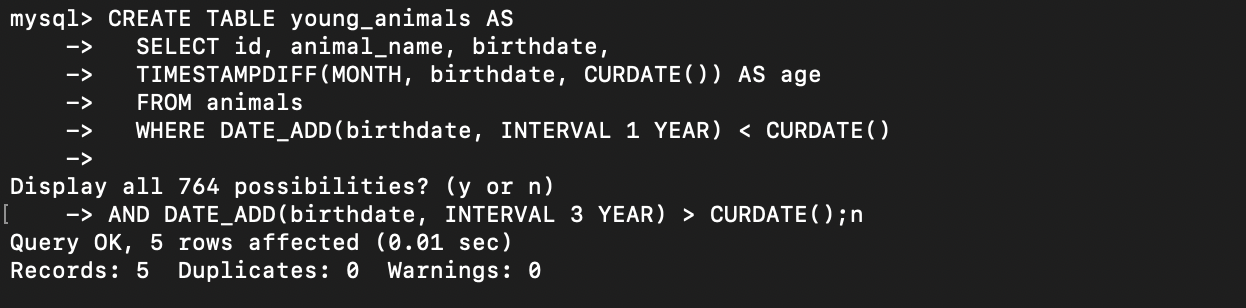 mysql> CREATE TABLE young_animals AS
    ->   SELECT id, animal_name, birthdate,
    ->   TIMESTAMPDIFF(MONTH, birthdate, CURDATE()) AS age
    ->   FROM animals
    ->   WHERE DATE_ADD(birthdate, INTERVAL 1 YEAR) < CURDATE()
    ->
Display all 764 possibilities? (y or n)
[    -> AND DATE_ADD(birthdate, INTERVAL 3 YEAR) > CURDATE();n
Query OK, 5 rows affected (0.01 sec)
Records: 5  Duplicates: 0  Warnings: 0